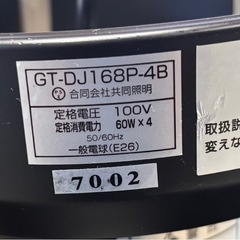 GT-DJ168P-4B
合同会社共同照明
定格電圧 100V
定格消費電力 60W×4
50/60Hz
一般電球(E26)
7002
取扱説
変えな